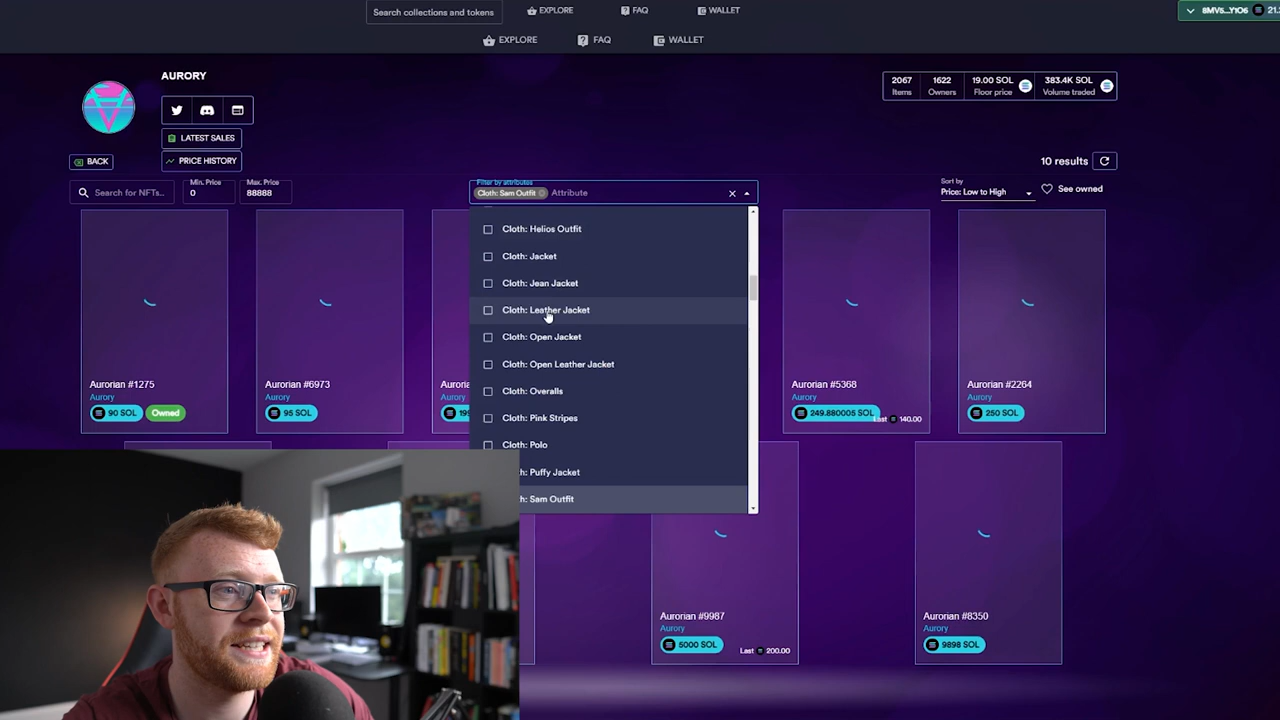 Search collections and tokens
EXPLORE
FAQ
WALLET
8MVs...Y1O6
EXPLORE
FAQ
WALLET
AURORY
2067
Items
1622
Owners
19.00 SOL
Floor price
383.4K SOL
Volume traded
LATEST SALES
BACK
PRICE HISTORY
10 results
Search for NFTs..
Min. Price
0
Max. Price
88888
Filter by attributes
Cloth: Sam Outfit
Attribute
Sort by
Price: Low to High
See owned
Cloth: Helios Outfit
Cloth: Jacket
Cloth: Jean Jacket
Cloth: Leather Jacket
Cloth: Open Jacket
Cloth: Open Leather Jacket
Cloth: Overalls
Cloth: Pink Stripes
Cloth: Polo
Puffy Jacket
Sam Outfit
Aurorian #1275
Aurory
90 SOL
Owned
Aurorian #6973
Aurory
95 SOL
Aurorian #5368
Aurory
249.880005 SOL
Last 140.00
Aurorian #2264
Aurory
250 SOL
Aurorian #9987
Aurory
5000 SOL
Last 200.00
Aurorian #8350
Aurory
9898 SOL